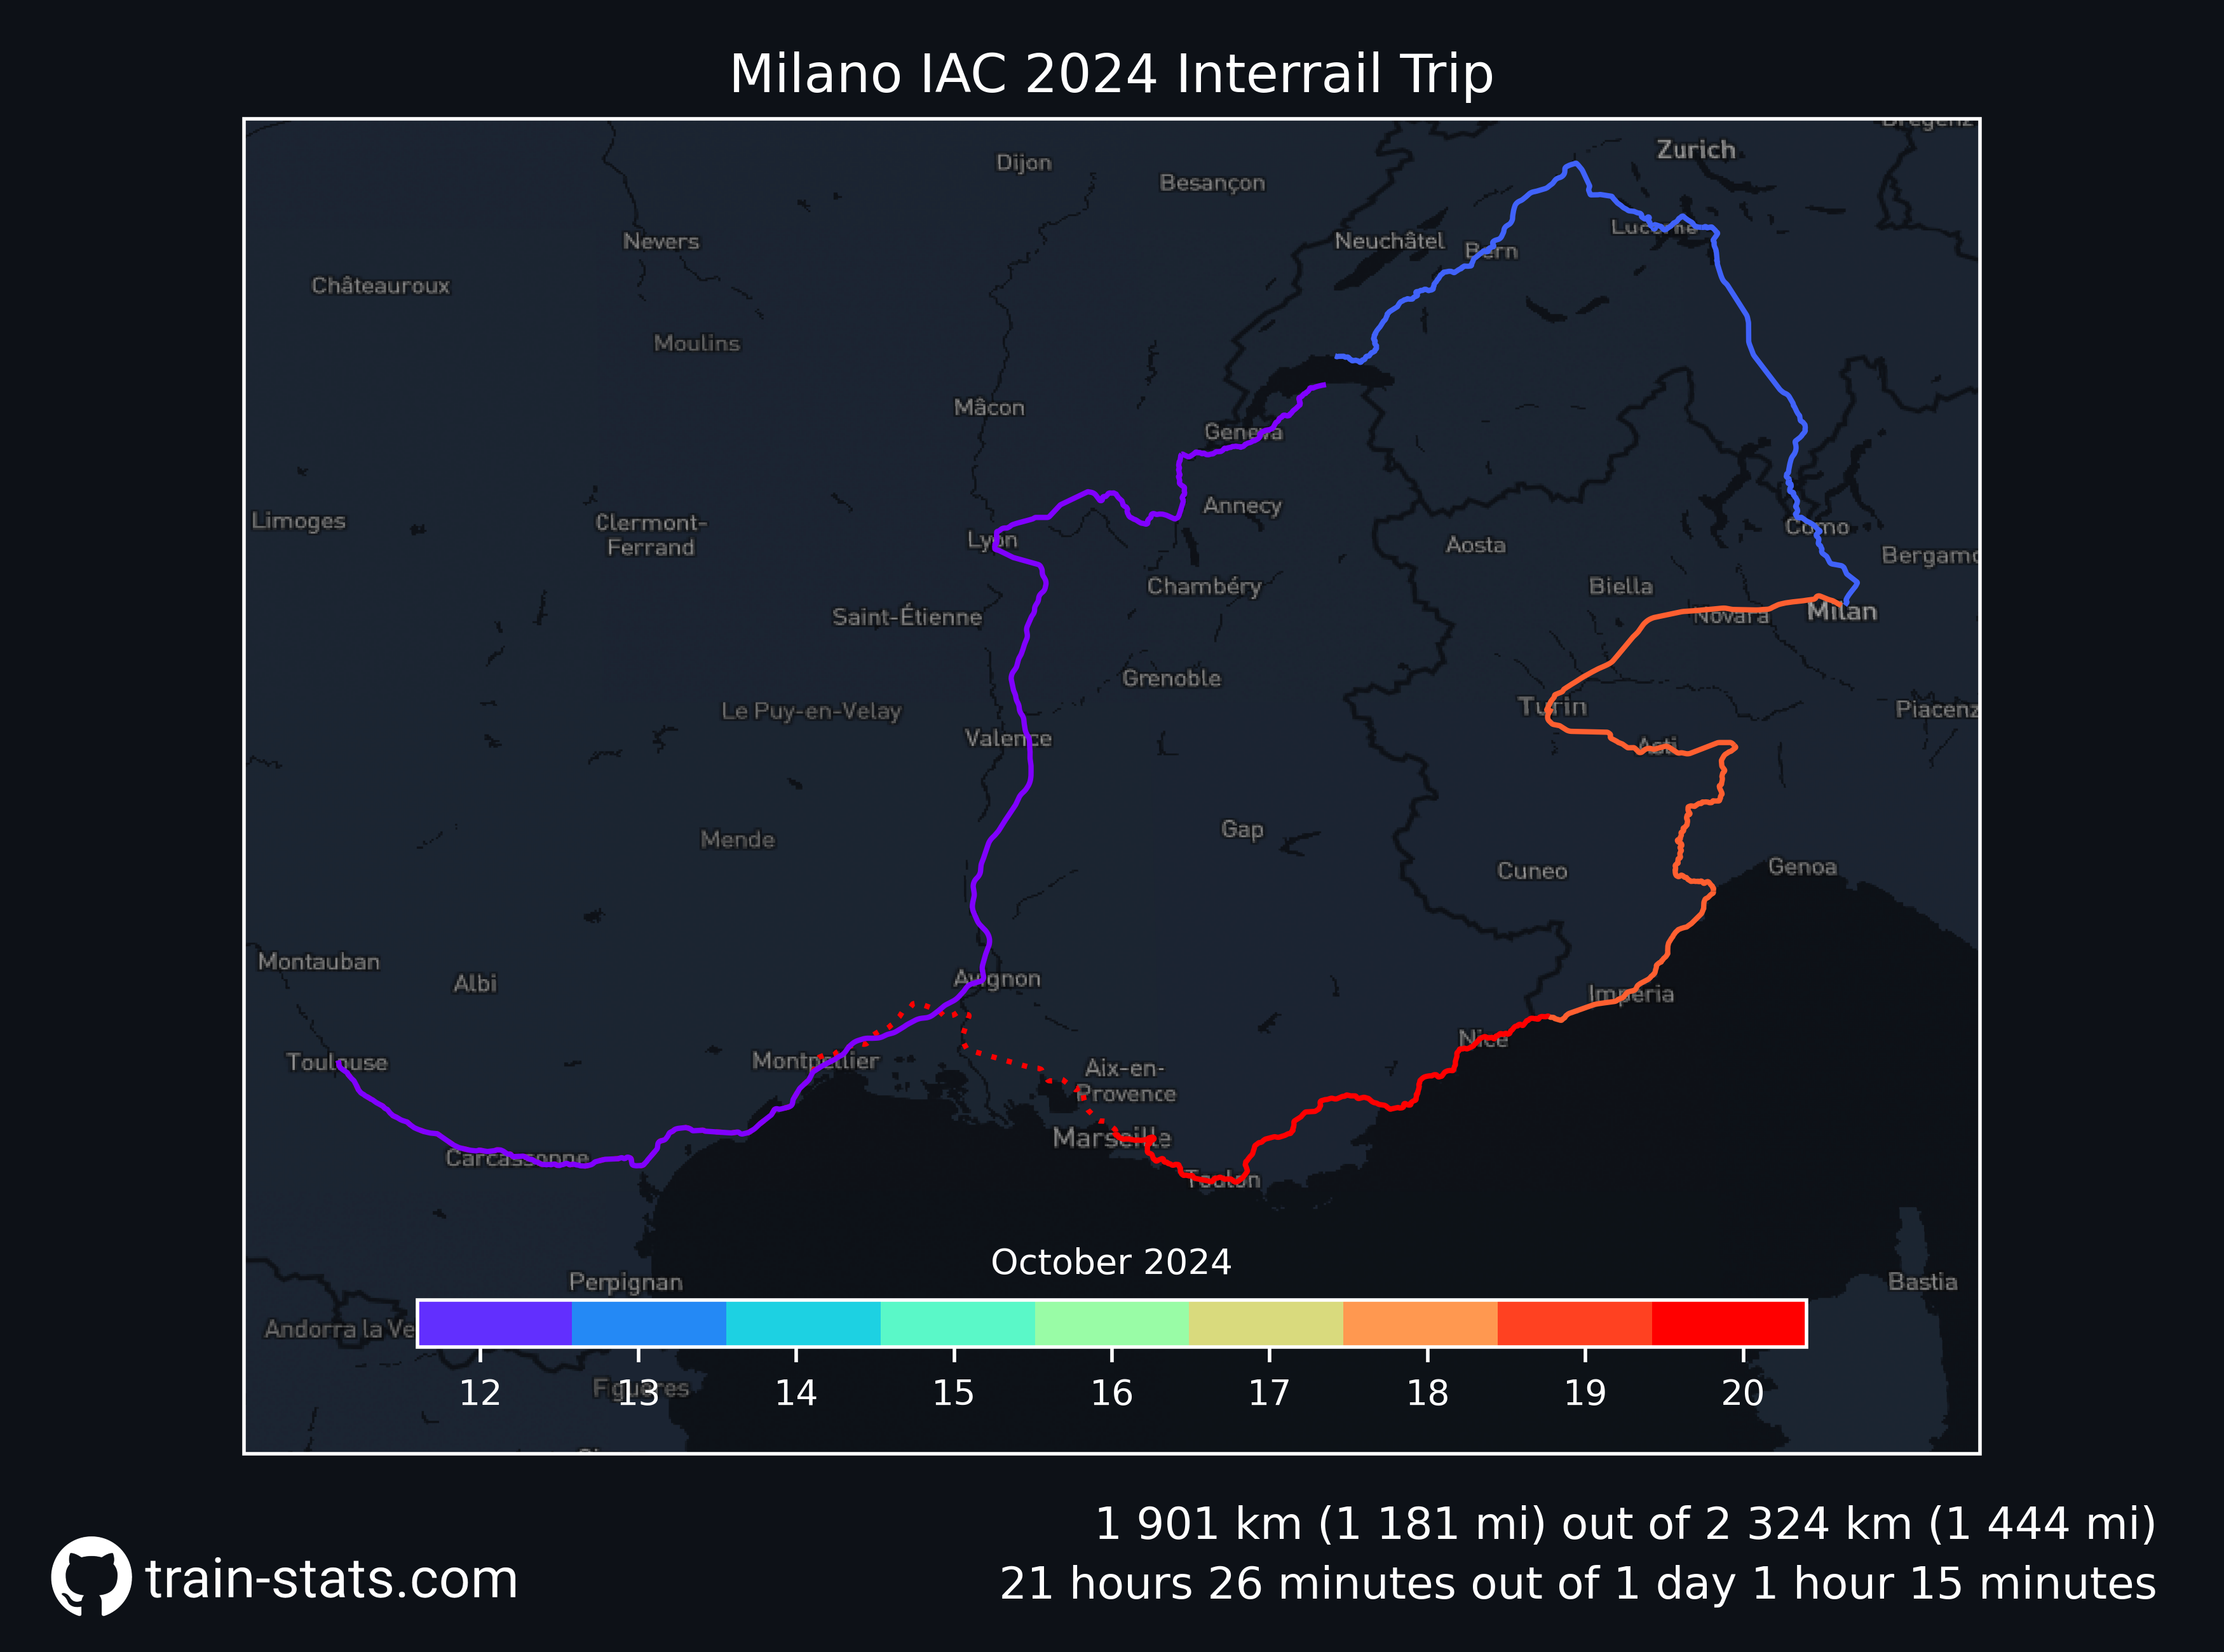 Milano IAC 2024 Interrail Trip
Zurich
Dijon
Besançon
Nevers
Neuchâtel
Bern
Lucerne
Châteauroux
Moulins
Mâcon
Geneva
Limoges
Clermont-
Ferrand
Lyon
Annecy
Aosta
Como
Saint-Étienne
Chambéry
Biella
Novara
Milan
Le Puy-en-Velay
Grenoble
Turin
Valence
Asti
Mende
Gap
Cuneo
Genoa
Montauban
Albi
Avignon
Imperia
Toulouse
Montpellier
Aix-en-
Provence
Nice
Carcassonne
Marseille
Toulon
October 2024
Perpignan
Bastia
Andorra la Ve
Figueres
12 13 14 15 16 17 18 19 20
1 901 km (1 181 mi) out of 2 324 km (1 444 mi)
21 hours 26 minutes out of 1 day 1 hour 15 minutes
train-stats.com